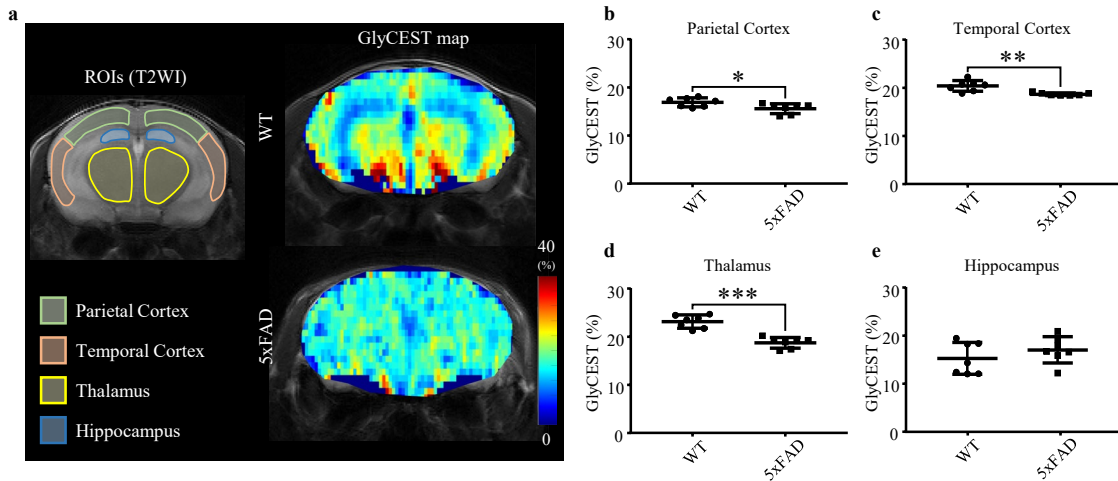 a
GlyCEST map
ROIs (T2WI)
WT
5xFAD
40
(%)
0
Parietal Cortex
Temporal Cortex
Thalamus
Hippocampus
b
Parietal Cortex
30
20
10
0
GlyCEST (%)
*
WT
5xFAD
c
Temporal Cortex
30
20
10
0
GlyCEST (%)
**
WT
5xFAD
d
Thalamus
30
20
10
0
GlyCEST (%)
***
WT
5xFAD
e
Hippocampus
30
20
10
0
GlyCEST (%)
WT
5xFAD